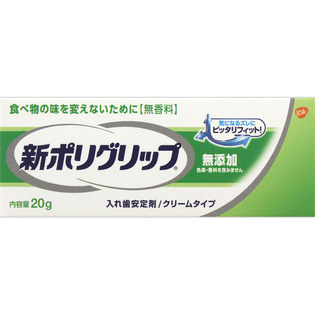 食べ物の味を変えないために【無香料】
気になるズレに
ピッタリフィット!
gsk
新ポリグリップ®
無添加
色素・香料を含みません
内容量20g
入れ歯安定剤/クリームタイプ